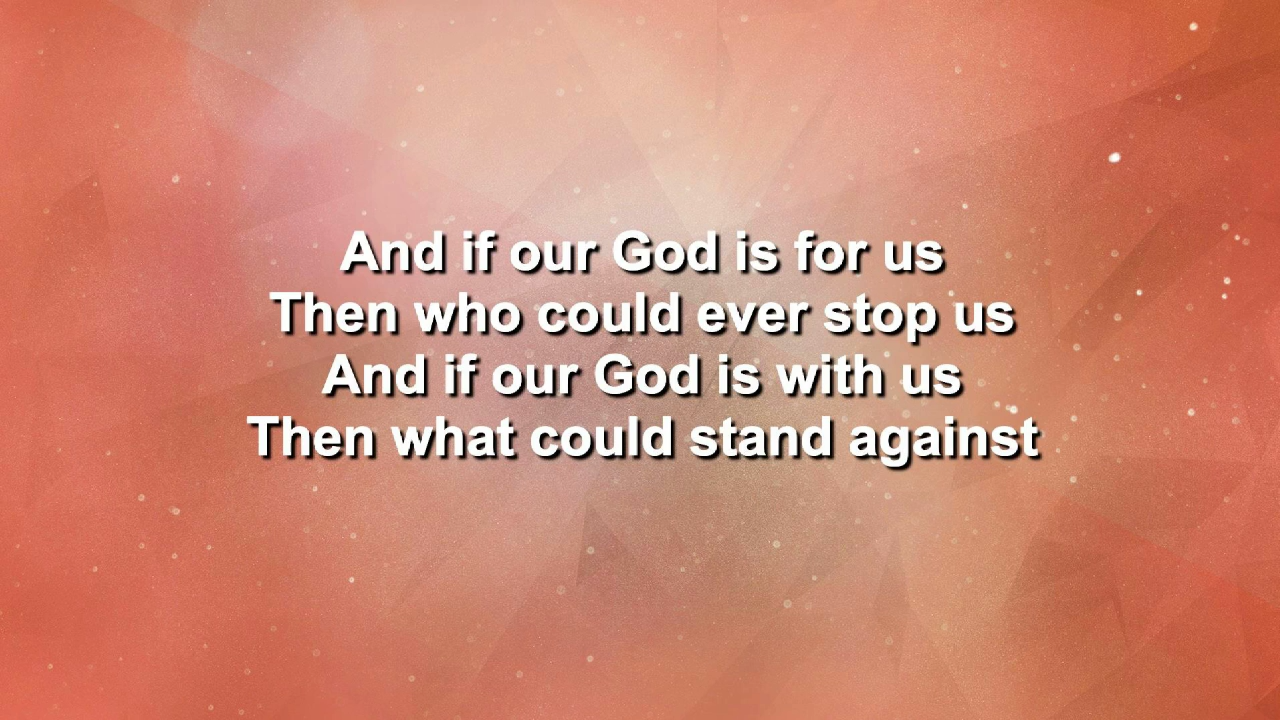 And if our God is for us
Then who could ever stop us
And if our God is with us
Then what could stand against